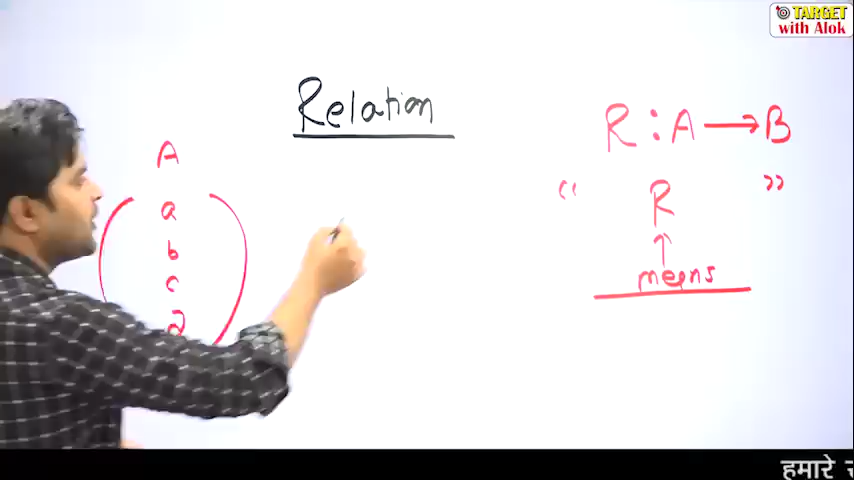 TARGET
with Alok
Relation
R : A → B
“ R ”
↑
means
A
a
b
c
d
हमारे